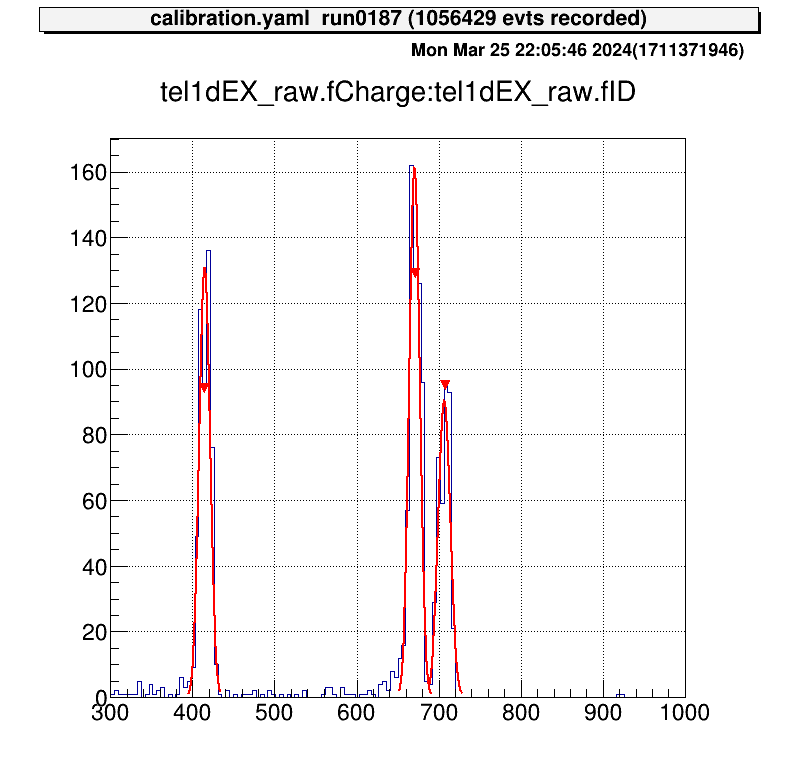 calibration.yaml run0187 (1056429 evts recorded)
Mon Mar 25 22:05:46 2024(1711371946)
tel1dEX_raw.fCharge:tel1dEX_raw.fID
160
140
120
100
80
60
40
20
0
300 400 500 600 700 800 900 1000